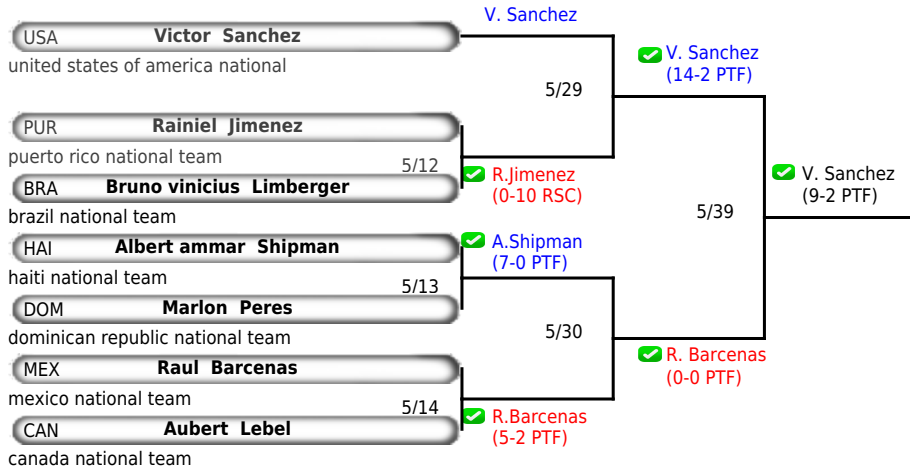 V. Sanchez
USA Victor Sanchez
united states of america national
5/29
V. Sanchez
(14-2 PTF)
PUR Rainiel Jimenez
puerto rico national team
5/12
R.Jimenez
(0-10 RSC)
BRA Bruno vinicius Limberger
brazil national team
V. Sanchez
(9-2 PTF)
5/39
HAI Albert ammar Shipman
haiti national team
A.Shipman
(7-0 PTF)
5/13
DOM Marlon Peres
dominican republic national team
5/30
R. Barcenas
(0-0 PTF)
MEX Raul Barcenas
mexico national team
5/14
R.Barcenas
(5-2 PTF)
CAN Aubert Lebel
canada national team